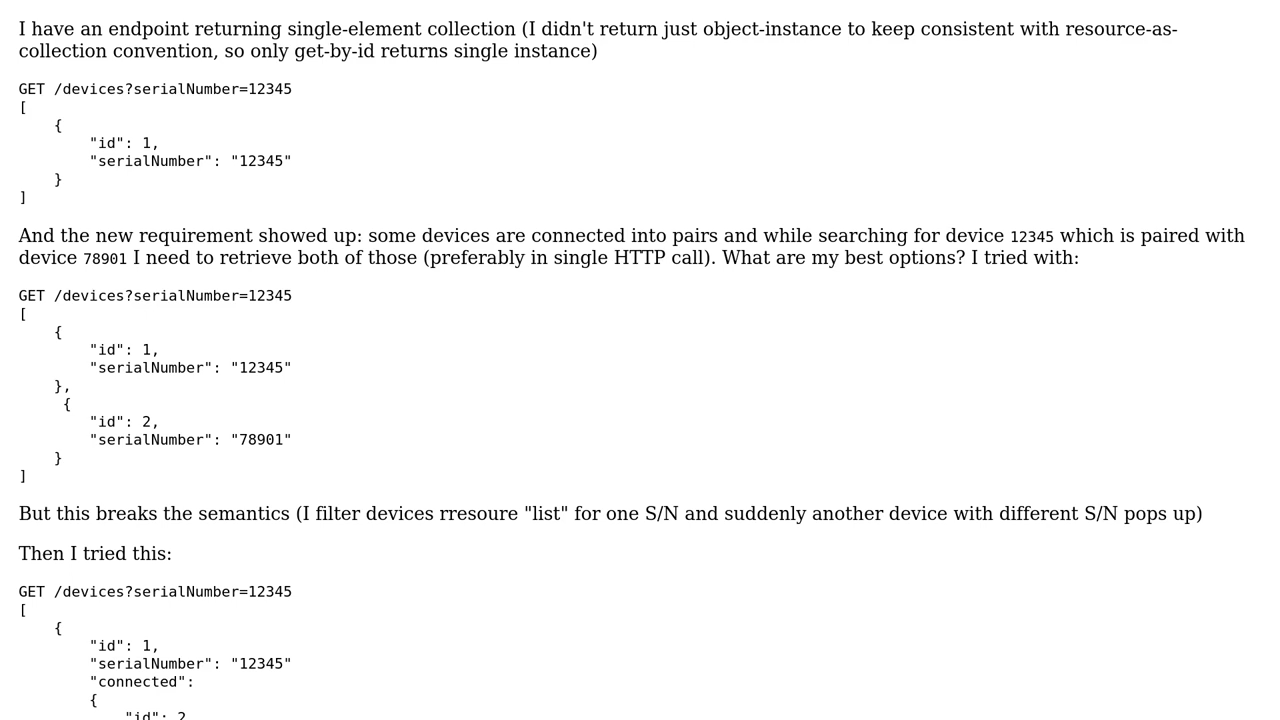 I have an endpoint returning single-element collection (I didn't return just object-instance to keep consistent with resource-as-
collection convention, so only get-by-id returns single instance)
GET /devices?serialNumber=12345
[
    {
        "id": 1,
        "serialNumber": "12345"
    }
]
And the new requirement showed up: some devices are connected into pairs and while searching for device 12345 which is paired with
device 78901 I need to retrieve both of those (preferably in single HTTP call). What are my best options? I tried with:
GET /devices?serialNumber=12345
[
    {
        "id": 1,
        "serialNumber": "12345"
    },
     {
        "id": 2,
        "serialNumber": "78901"
    }
]
But this breaks the semantics (I filter devices rresoure "list" for one S/N and suddenly another device with different S/N pops up)
Then I tried this:
GET /devices?serialNumber=12345
[
    {
        "id": 1,
        "serialNumber": "12345"
        "connected":
        {
            "id": 2